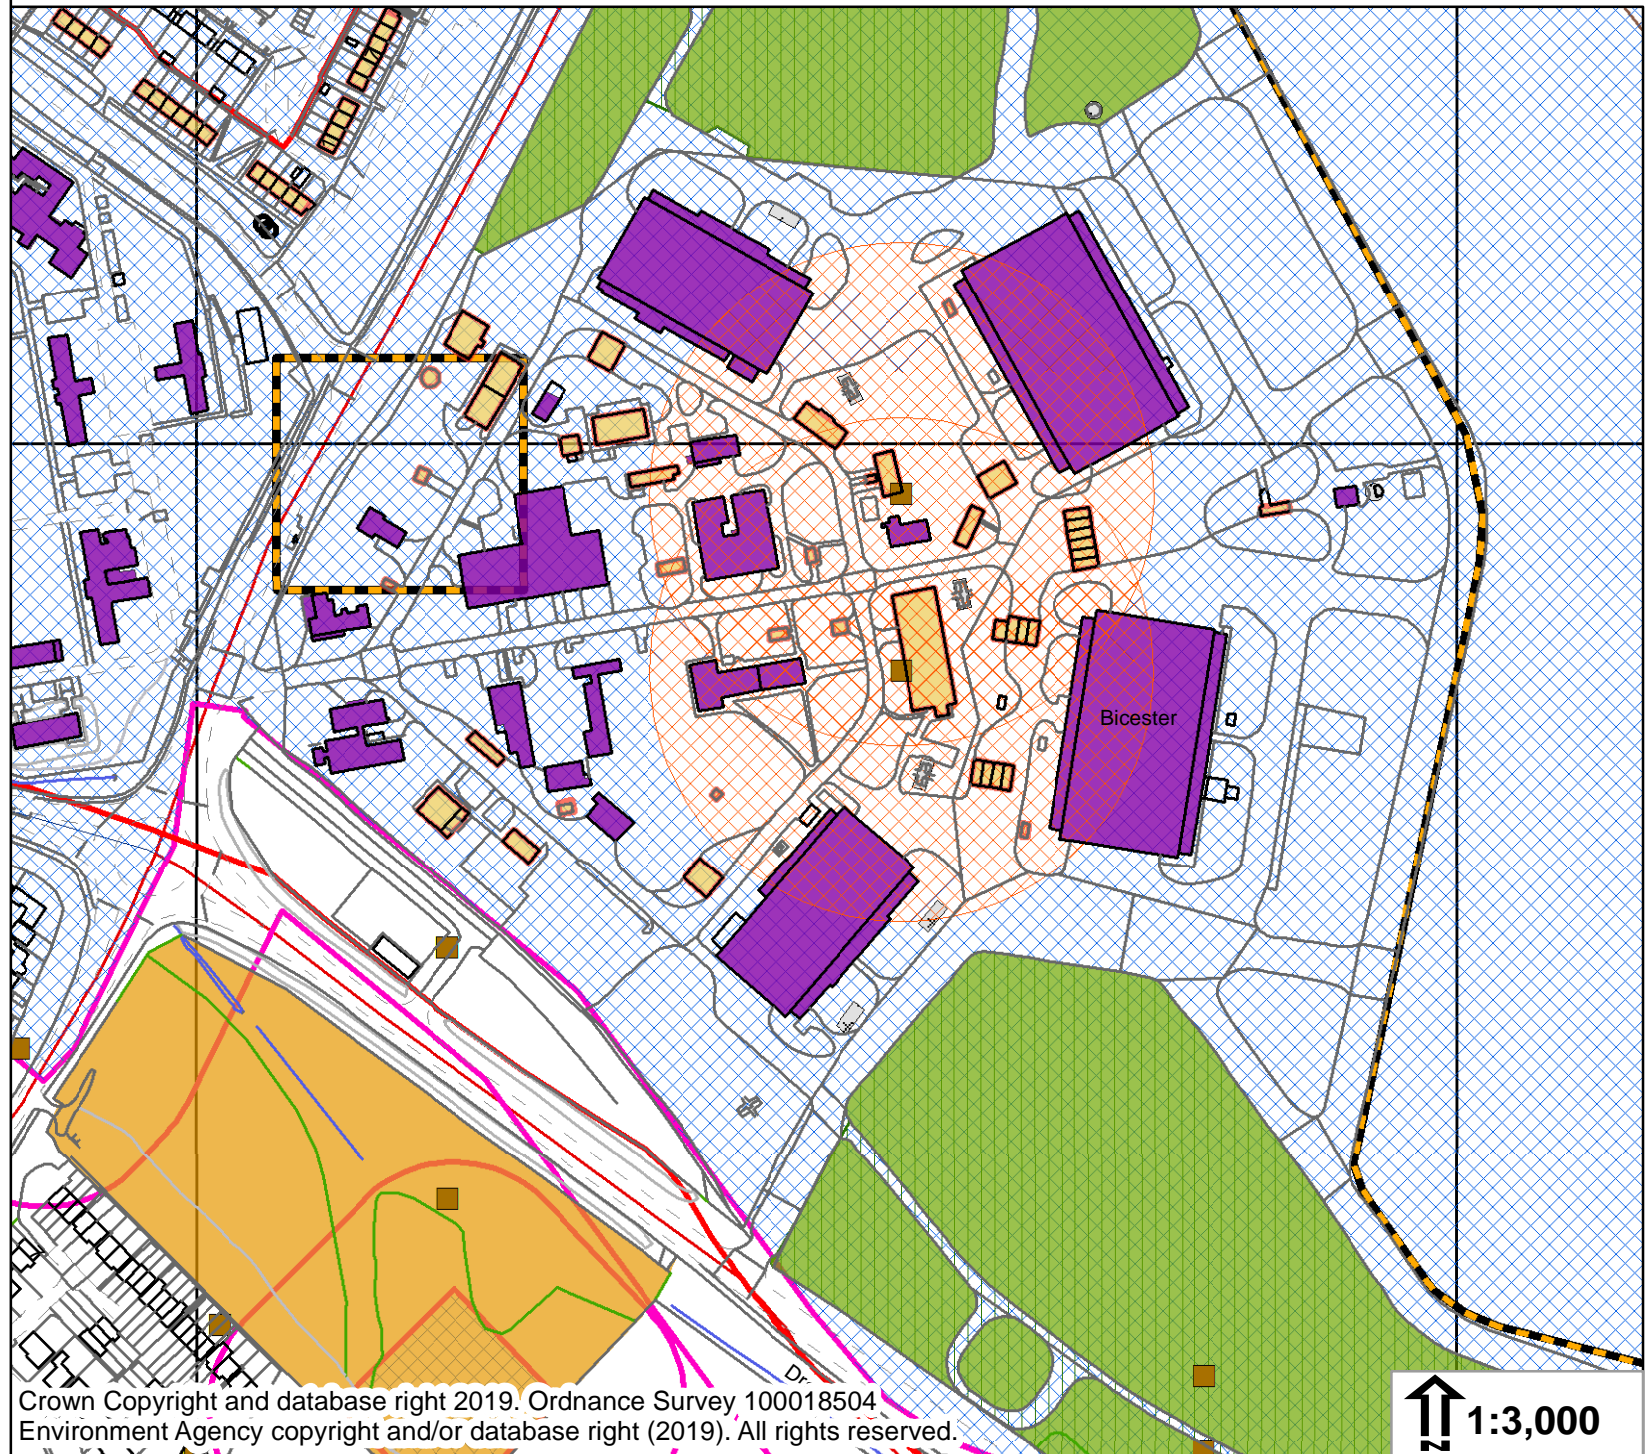 Bicester
Crown Copyright and database right 2019. Ordnance Survey 100018504
Environment Agency copyright and/or database right (2019). All rights reserved.
1:3,000
N